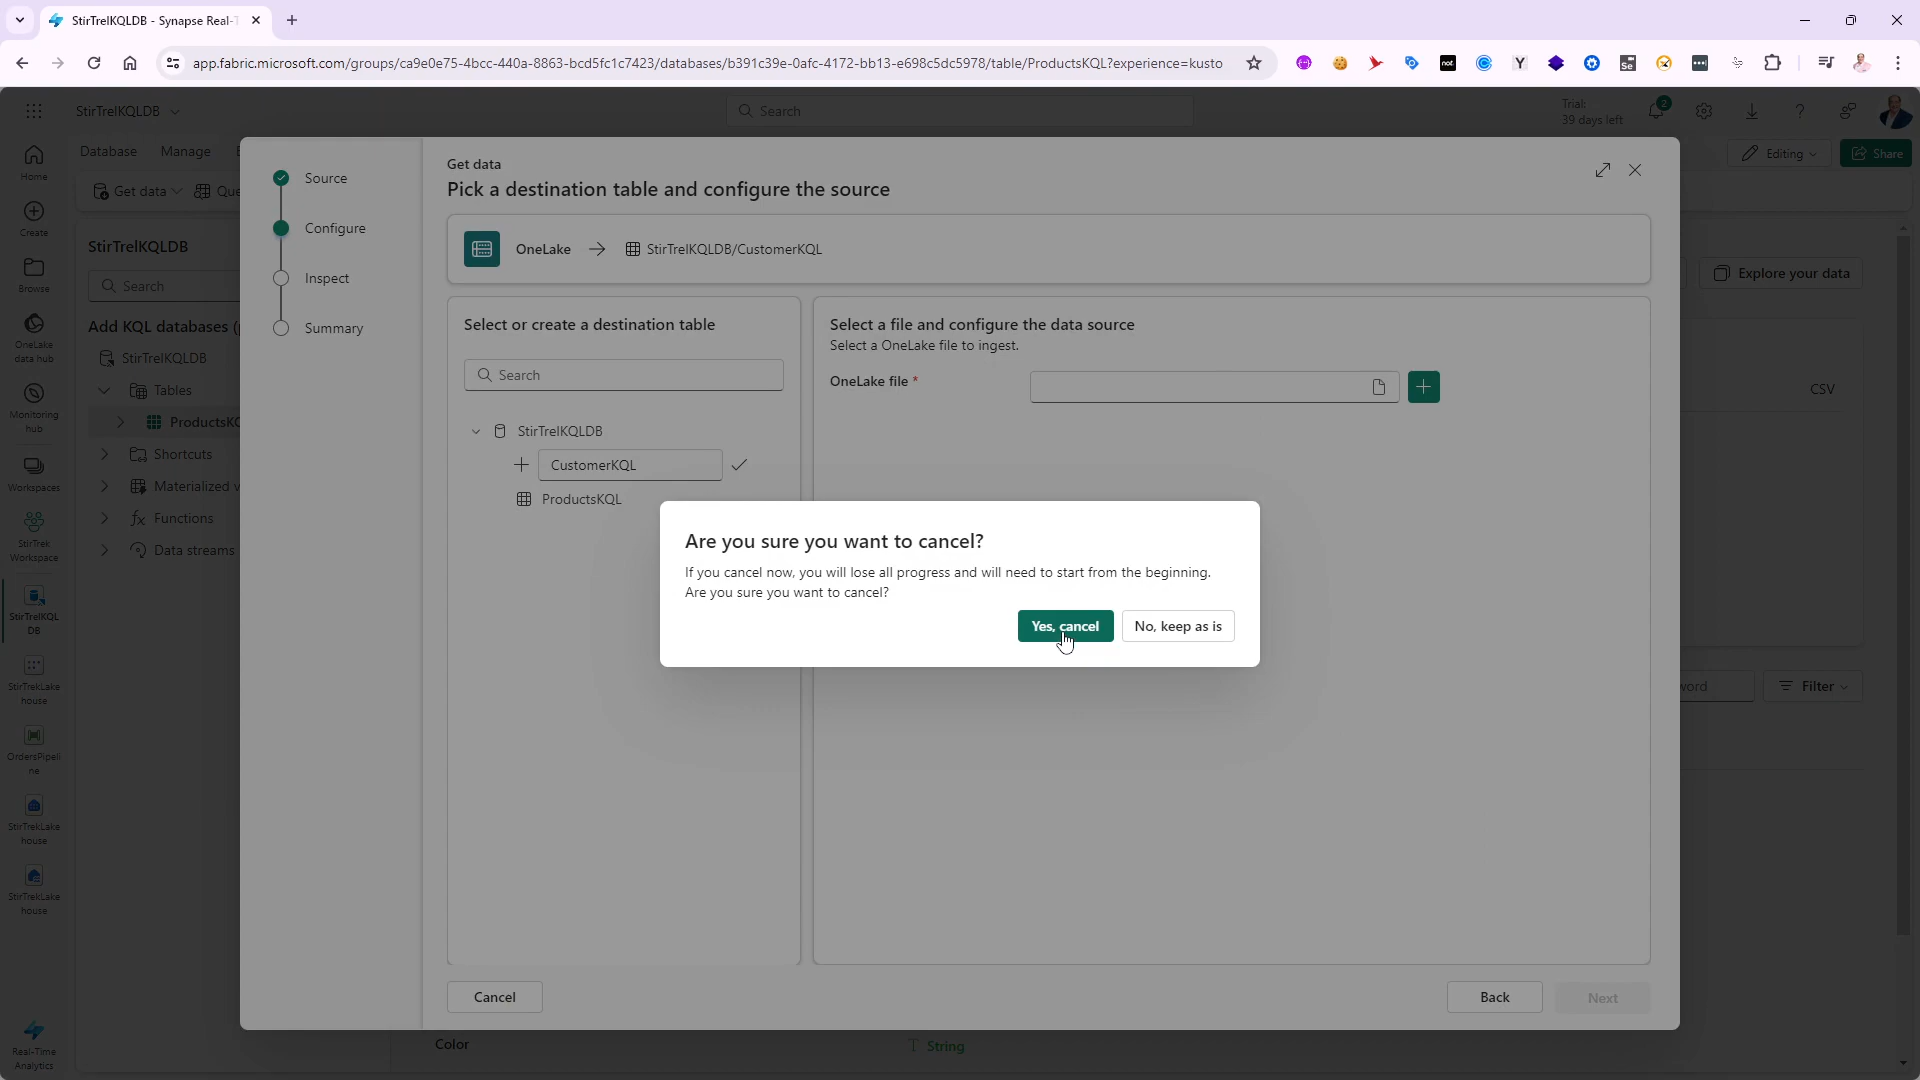 StirTrelKQLDB - Synapse Real-T
app.fabric.microsoft.com/groups/ca9e0e75-4bcc-440a-8863-bcd5fc1c7423/databases/b391c39e-0afc-4172-bb13-e698c5dc5978/table/ProductsKQL?experience=kusto
StirTrelKQLDB
Search
Trial:
39 days left
2
Database
Manage
Editing
Share
Get data
Que
Home
Create
Browse
OneLake
data hub
Monitoring
hub
Workspaces
StirTrek
Workspace
StirTrelKQL
DB
StirTrekLake
house
OrdersPipeli
ne
StirTrekLake
house
StirTrekLake
house
Real-Time
Analytics
StirTrelKQLDB
Search
Add KQL databases (
StirTrelKQLDB
Tables
ProductsKQ
Shortcuts
Materialized v
Functions
Data streams
Source
Configure
Inspect
Summary
Get data
Pick a destination table and configure the source
OneLake
StirTrelKQLDB/CustomerKQL
Select or create a destination table
Search
StirTrelKQLDB
CustomerKQL
ProductsKQL
Select a file and configure the data source
Select a OneLake file to ingest.
OneLake file *
Are you sure you want to cancel?
If you cancel now, you will lose all progress and will need to start from the beginning.
Are you sure you want to cancel?
Yes, cancel
No, keep as is
Cancel
Back
Next
Explore your data
CSV
Filter
Color
String